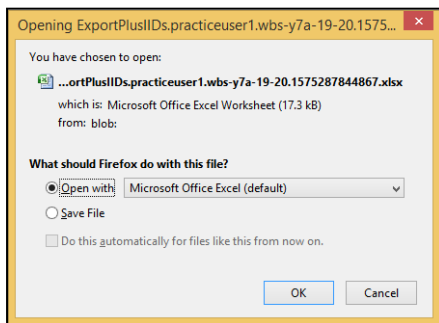 Opening ExportPlusIIDs.practiceuser1.wbs-y7a-19-20.1575...
You have chosen to open:
...ortPlusIIDs.practiceuser1.wbs-y7a-19-20.1575287844867.xlsx
which is: Microsoft Office Excel Worksheet (17.3 kB)
from: blob:
What should Firefox do with this file?
Open with
Microsoft Office Excel (default)
Save File
Do this automatically for files like this from now on.
OK
Cancel